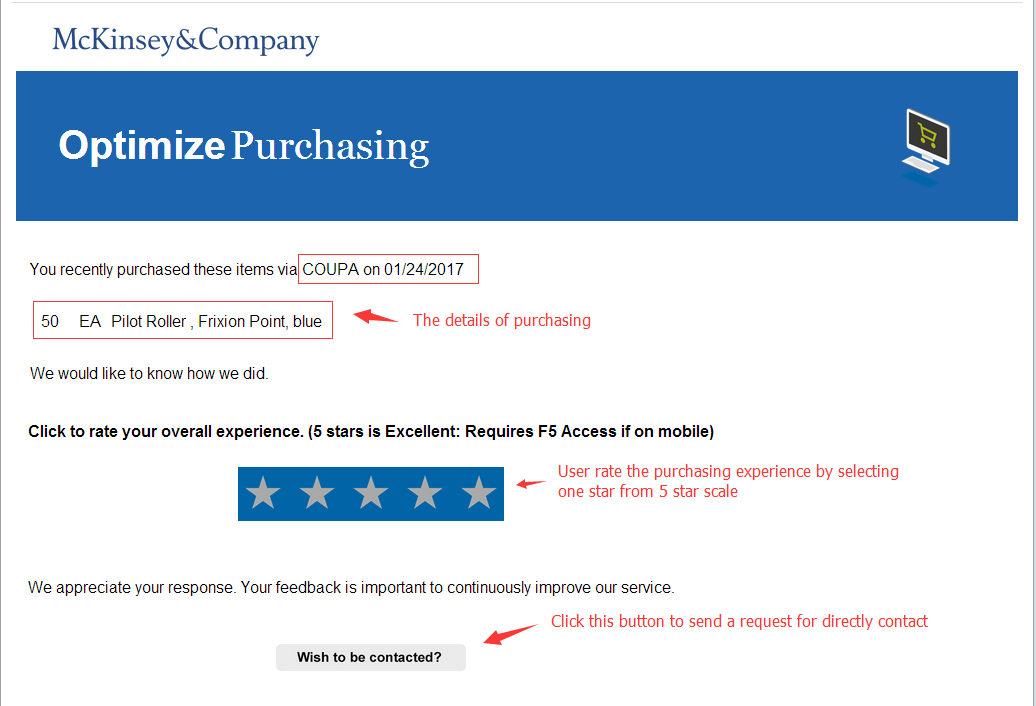 McKinsey&Company
Optimize Purchasing
You recently purchased these items via COUPA on 01/24/2017
50 EA Pilot Roller , Frixion Point, blue
The details of purchasing
We would like to know how we did.
Click to rate your overall experience. (5 stars is Excellent: Requires F5 Access if on mobile)
User rate the purchasing experience by selecting
one star from 5 star scale
We appreciate your response. Your feedback is important to continuously improve our service.
Click this button to send a request for directly contact
Wish to be contacted?